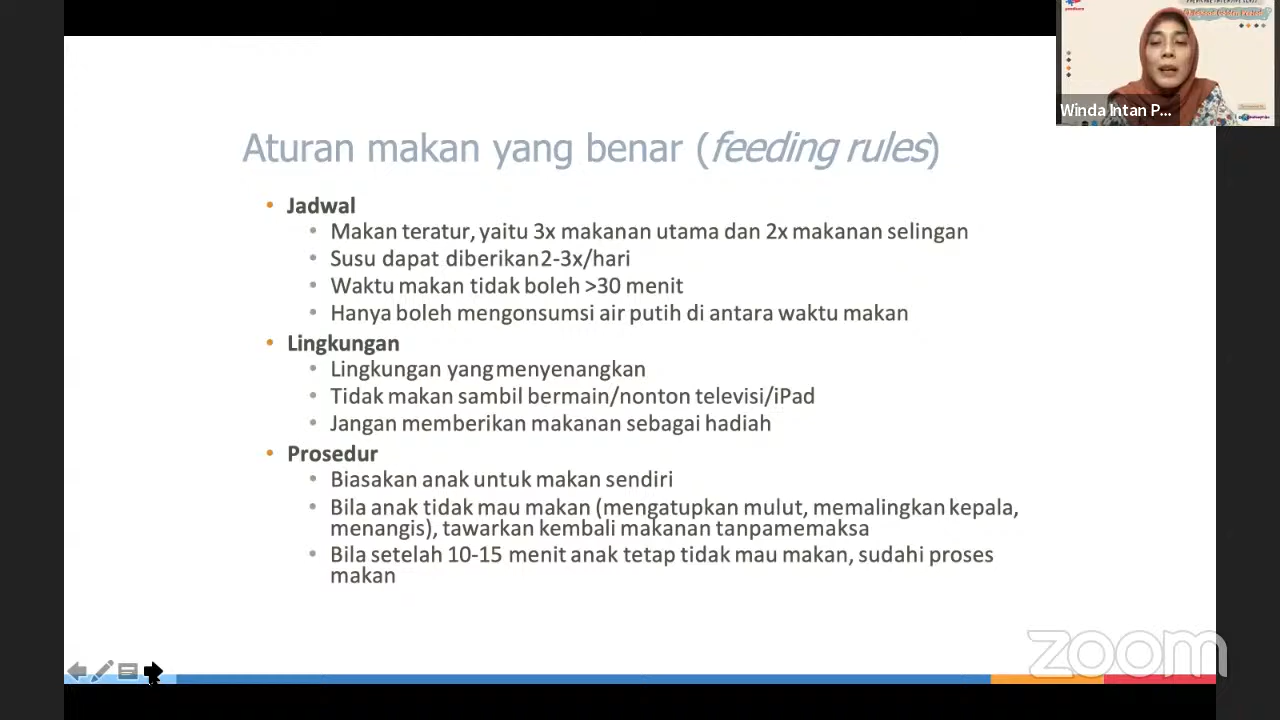 Winda Intan P...
Aturan makan yang benar (feeding rules)
• Jadwal
• Makan teratur, yaitu 3x makanan utama dan 2x makanan selingan
• Susu dapat diberikan2-3x/hari
• Waktu makan tidak boleh >30 menit
• Hanya boleh mengonsumsi air putih di antara waktu makan
• Lingkungan
• Lingkungan yangmenyenangkan
• Tidak makan sambil bermain/nonton televisi/iPad
• Jangan memberikan makanan sebagai hadiah
• Prosedur
• Biasakan anak untuk makan sendiri
• Bila anak tidak mau makan (mengatupkan mulut, memalingkan kepala,
menangis), tawarkan kembali makanan tanpamemaksa
• Bila setelah 10-15 menit anak tetap tidak mau makan, sudahi proses
makan
zoom